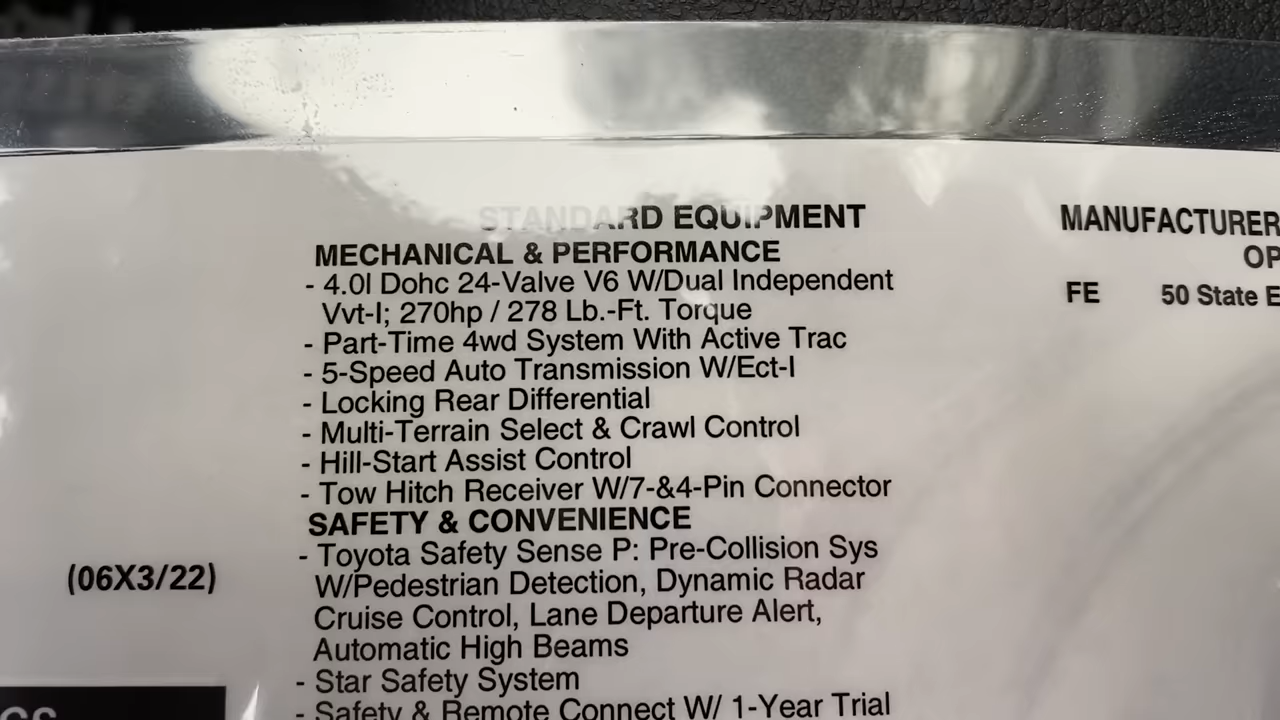 STANDARD EQUIPMENT
MECHANICAL & PERFORMANCE
- 4.0l Dohc 24-Valve V6 W/Dual Independent
Vvt-I; 270hp / 278 Lb.-Ft. Torque
- Part-Time 4wd System With Active Trac
- 5-Speed Auto Transmission W/Ect-I
- Locking Rear Differential
- Multi-Terrain Select & Crawl Control
- Hill-Start Assist Control
- Tow Hitch Receiver W/7-&4-Pin Connector
SAFETY & CONVENIENCE
- Toyota Safety Sense P: Pre-Collision Sys
W/Pedestrian Detection, Dynamic Radar
Cruise Control, Lane Departure Alert,
Automatic High Beams
- Star Safety System
- Safety & Remote Connect W/ 1-Year Trial
(06X3/22)
MANUFACTURER
OP
FE 50 State E